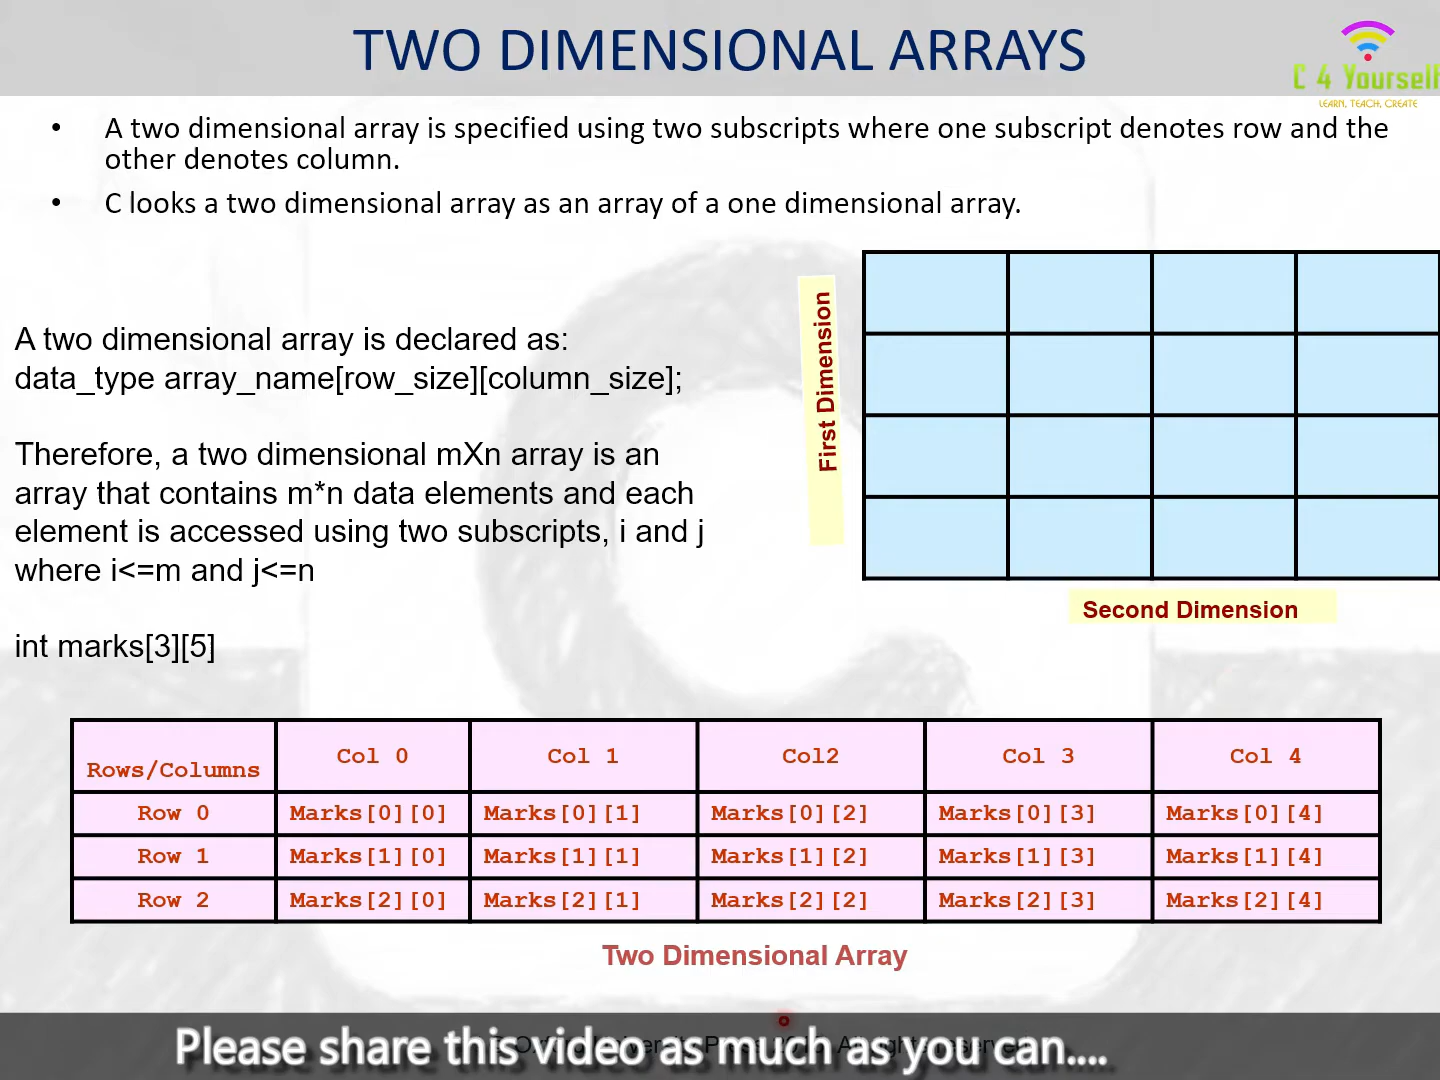 TWO DIMENSIONAL ARRAYS
C 4 Yourself
LEARN, TEACH, CREATE
• A two dimensional array is specified using two subscripts where one subscript denotes row and the
other denotes column.
• C looks a two dimensional array as an array of a one dimensional array.
A two dimensional array is declared as:
data_type array_name[row_size][column_size];
Therefore, a two dimensional mXn array is an
array that contains m*n data elements and each
element is accessed using two subscripts, i and j
where i<=m and j<=n
int marks[3][5]
First Dimension
Second Dimension
Rows/Columns Col 0 Col 1 Col2 Col 3 Col 4
Row 0 Marks[0][0] Marks[0][1] Marks[0][2] Marks[0][3] Marks[0][4]
Row 1 Marks[1][0] Marks[1][1] Marks[1][2] Marks[1][3] Marks[1][4]
Row 2 Marks[2][0] Marks[2][1] Marks[2][2] Marks[2][3] Marks[2][4]
Two Dimensional Array
Please share this video as much as you can....